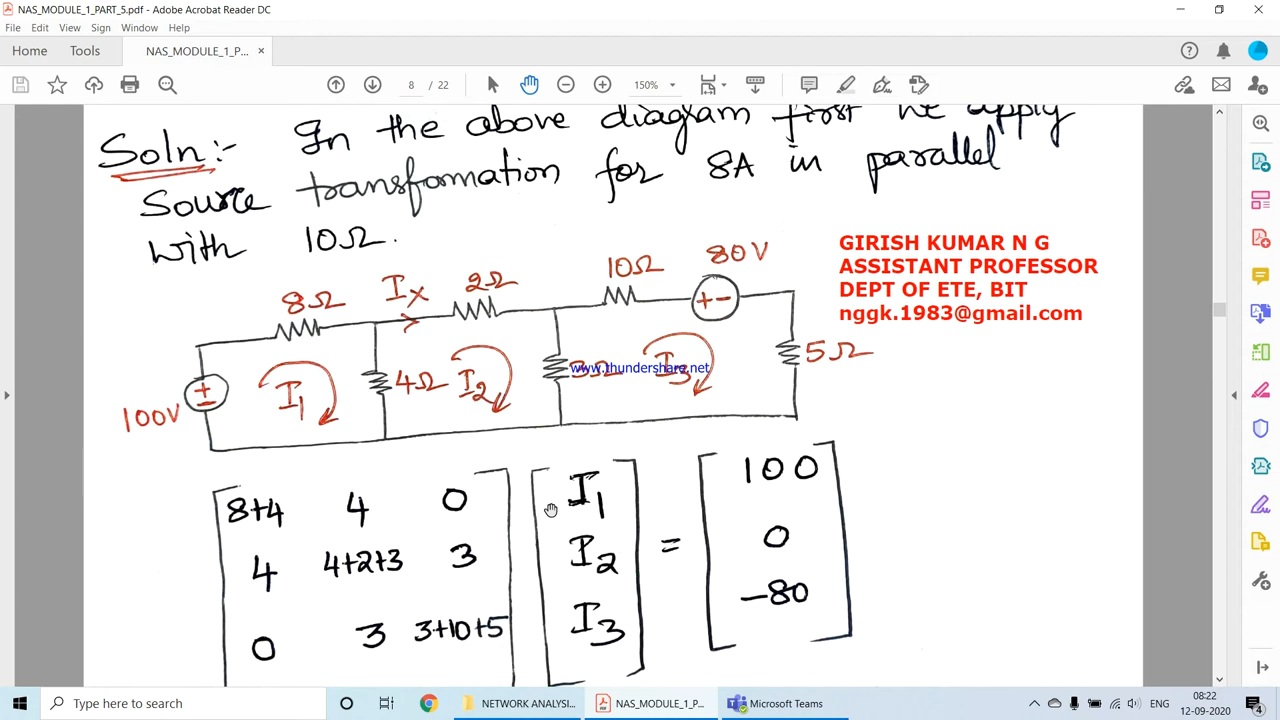 NAS_MODULE_1_PART_5.pdf - Adobe Acrobat Reader DC
File Edit View Sign Window Help
Home Tools NAS_MODULE_1_P... ×
8 / 22 150%
Soln:- In the above diagram first we apply
Source transformation for 8A in parallel
with 10Ω.
GIRISH KUMAR N G
ASSISTANT PROFESSOR
DEPT OF ETE, BIT
nggk.1983@gmail.com
8Ω Ix 2Ω 10Ω 80V
+ -
100V + - I1 4Ω I2 3Ω I3 5Ω
www.thundershare.net
8+4 4 0 I1 100
4 4+2+3 3 I2 = 0
0 3 3+10+5 I3 -80
Type here to search
NETWORK ANALYSI...
NAS_MODULE_1_P...
Microsoft Teams
ENG
08:22
12-09-2020
4